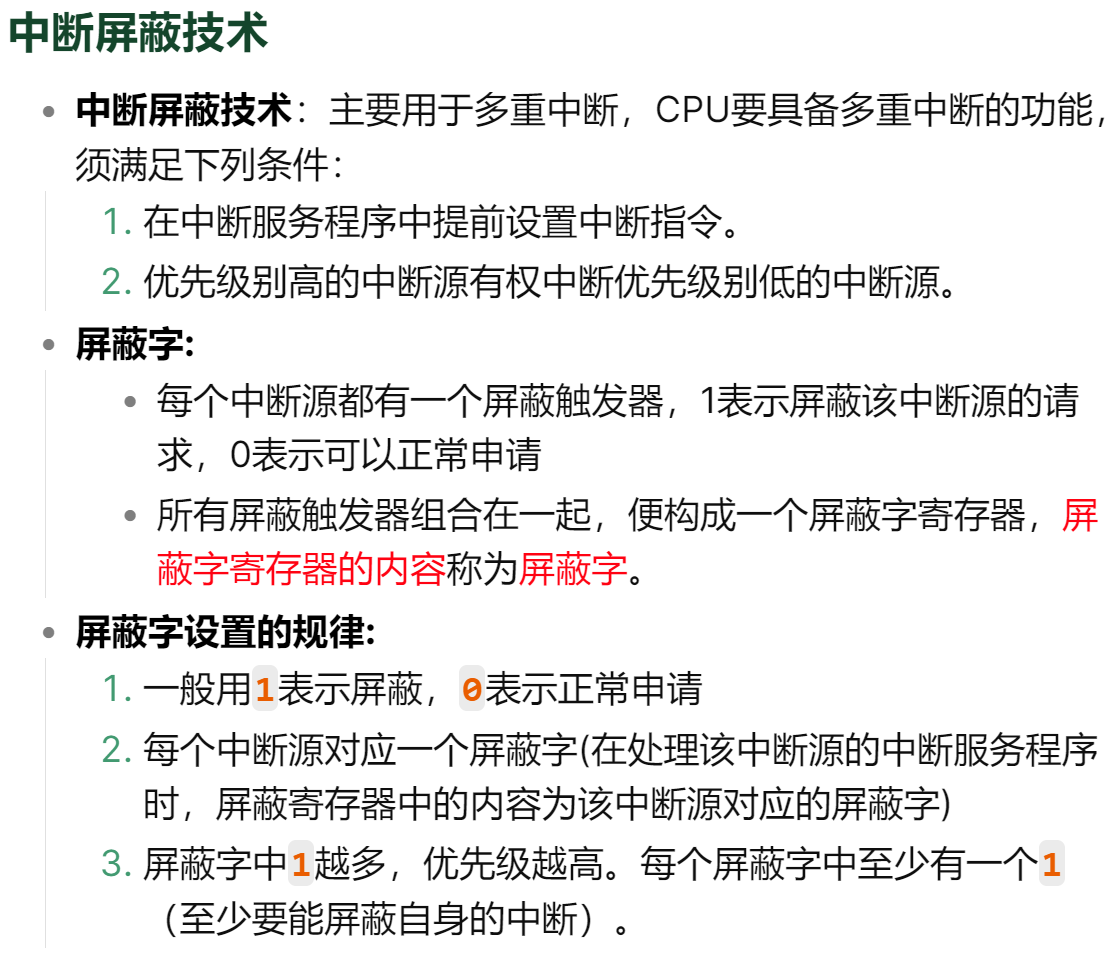 中断屏蔽技术
中断屏蔽技术：主要用于多重中断，CPU要具备多重中断的功能，
须满足下列条件：
1. 在中断服务程序中提前设置中断指令。
2. 优先级别高的中断源有权中断优先级别低的中断源。
屏蔽字:
每个中断源都有一个屏蔽触发器，1表示屏蔽该中断源的请
求，0表示可以正常申请
所有屏蔽触发器组合在一起，便构成一个屏蔽字寄存器，屏
蔽字寄存器的内容称为屏蔽字。
屏蔽字设置的规律:
1. 一般用1表示屏蔽，0表示正常申请
2. 每个中断源对应一个屏蔽字(在处理该中断源的中断服务程序
时，屏蔽寄存器中的内容为该中断源对应的屏蔽字)
3. 屏蔽字中1越多，优先级越高。每个屏蔽字中至少有一个1
（至少要能屏蔽自身的中断）。